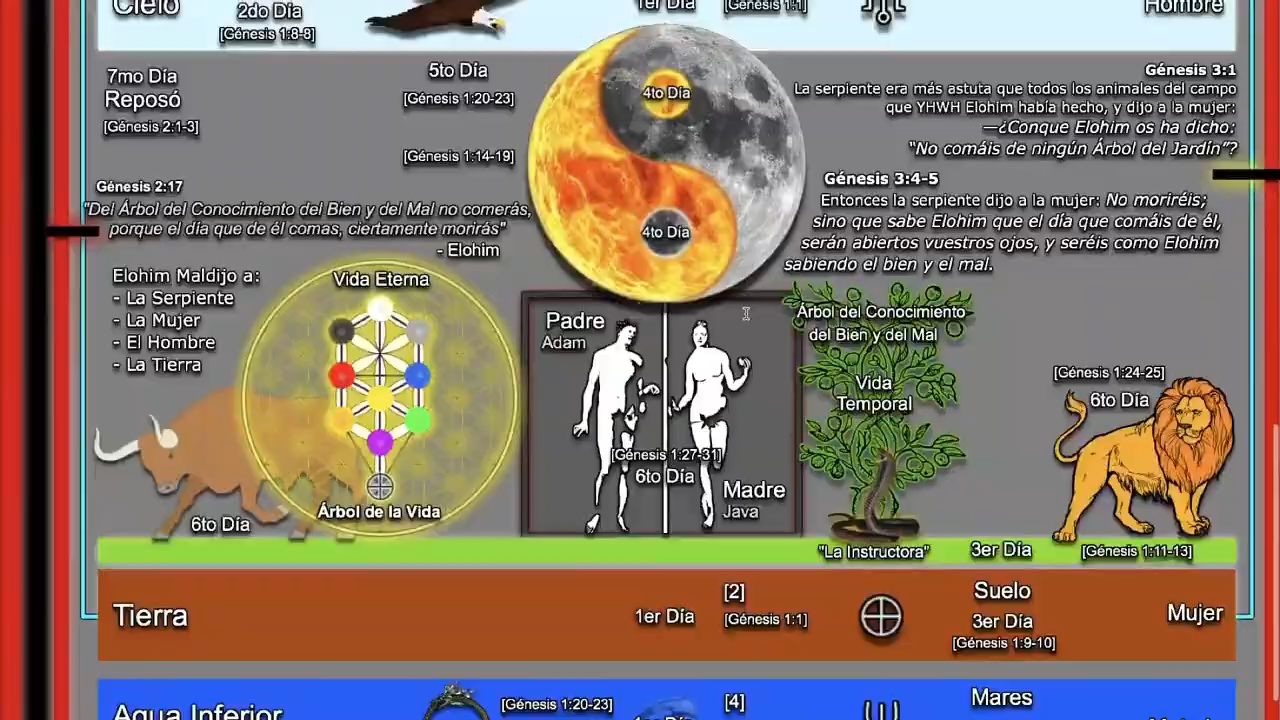 Cielo
2do Día
[Génesis 1:8-8]
1er Día
[Génesis 1:1]
Hombre
7mo Día
Reposó
[Génesis 2:1-3]
5to Día
[Génesis 1:20-23]
[Génesis 1:14-19]
4to Día
4to Día
Génesis 3:1
La serpiente era más astuta que todos los animales del campo
que YHWH Elohim había hecho, y dijo a la mujer:
—¿Conque Elohim os ha dicho:
"No comáis de ningún Árbol del Jardín"?
Génesis 2:17
"Del Árbol del Conocimiento del Bien y del Mal no comerás,
porque el día que de él comas, ciertamente morirás"
- Elohim
Génesis 3:4-5
Entonces la serpiente dijo a la mujer: No moriréis;
sino que sabe Elohim que el día que comáis de él,
serán abiertos vuestros ojos, y seréis como Elohim
sabiendo el bien y el mal.
Elohim Maldijo a:
- La Serpiente
- La Mujer
- El Hombre
- La Tierra
Vida Eterna
Árbol de la Vida
6to Día
Padre
Adam
[Génesis 1:27-31]
6to Día
Madre
Java
Árbol del Conocimiento
del Bien y del Mal
Vida
Temporal
"La Instructora"
3er Día
[Génesis 1:11-13]
[Génesis 1:24-25]
6to Día
Tierra
1er Día
[2]
[Génesis 1:1]
Suelo
3er Día
[Génesis 1:9-10]
Mujer
Agua Inferior
[Génesis 1:20-23]
1er Día
[4]
Mares